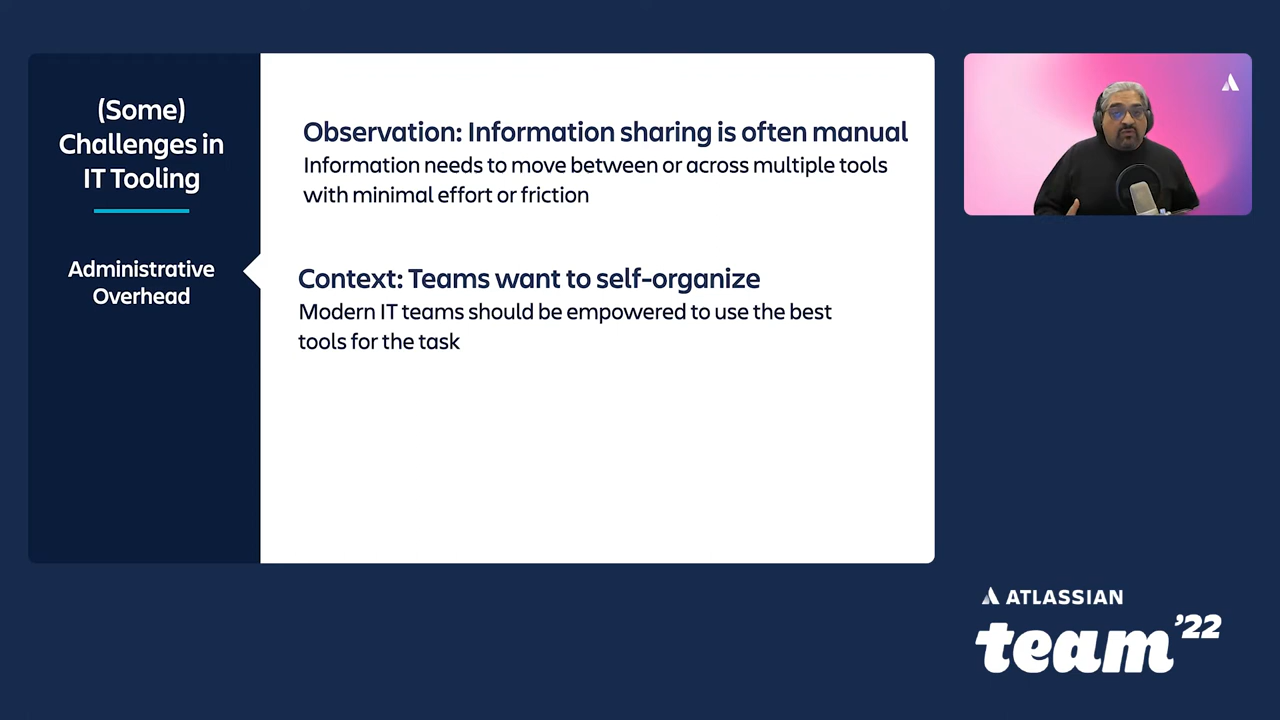 (Some)
Challenges in
IT Tooling
Administrative
Overhead
Observation: Information sharing is often manual
Information needs to move between or across multiple tools
with minimal effort or friction
Context: Teams want to self-organize
Modern IT teams should be empowered to use the best
tools for the task
ATLASSIAN
team '22